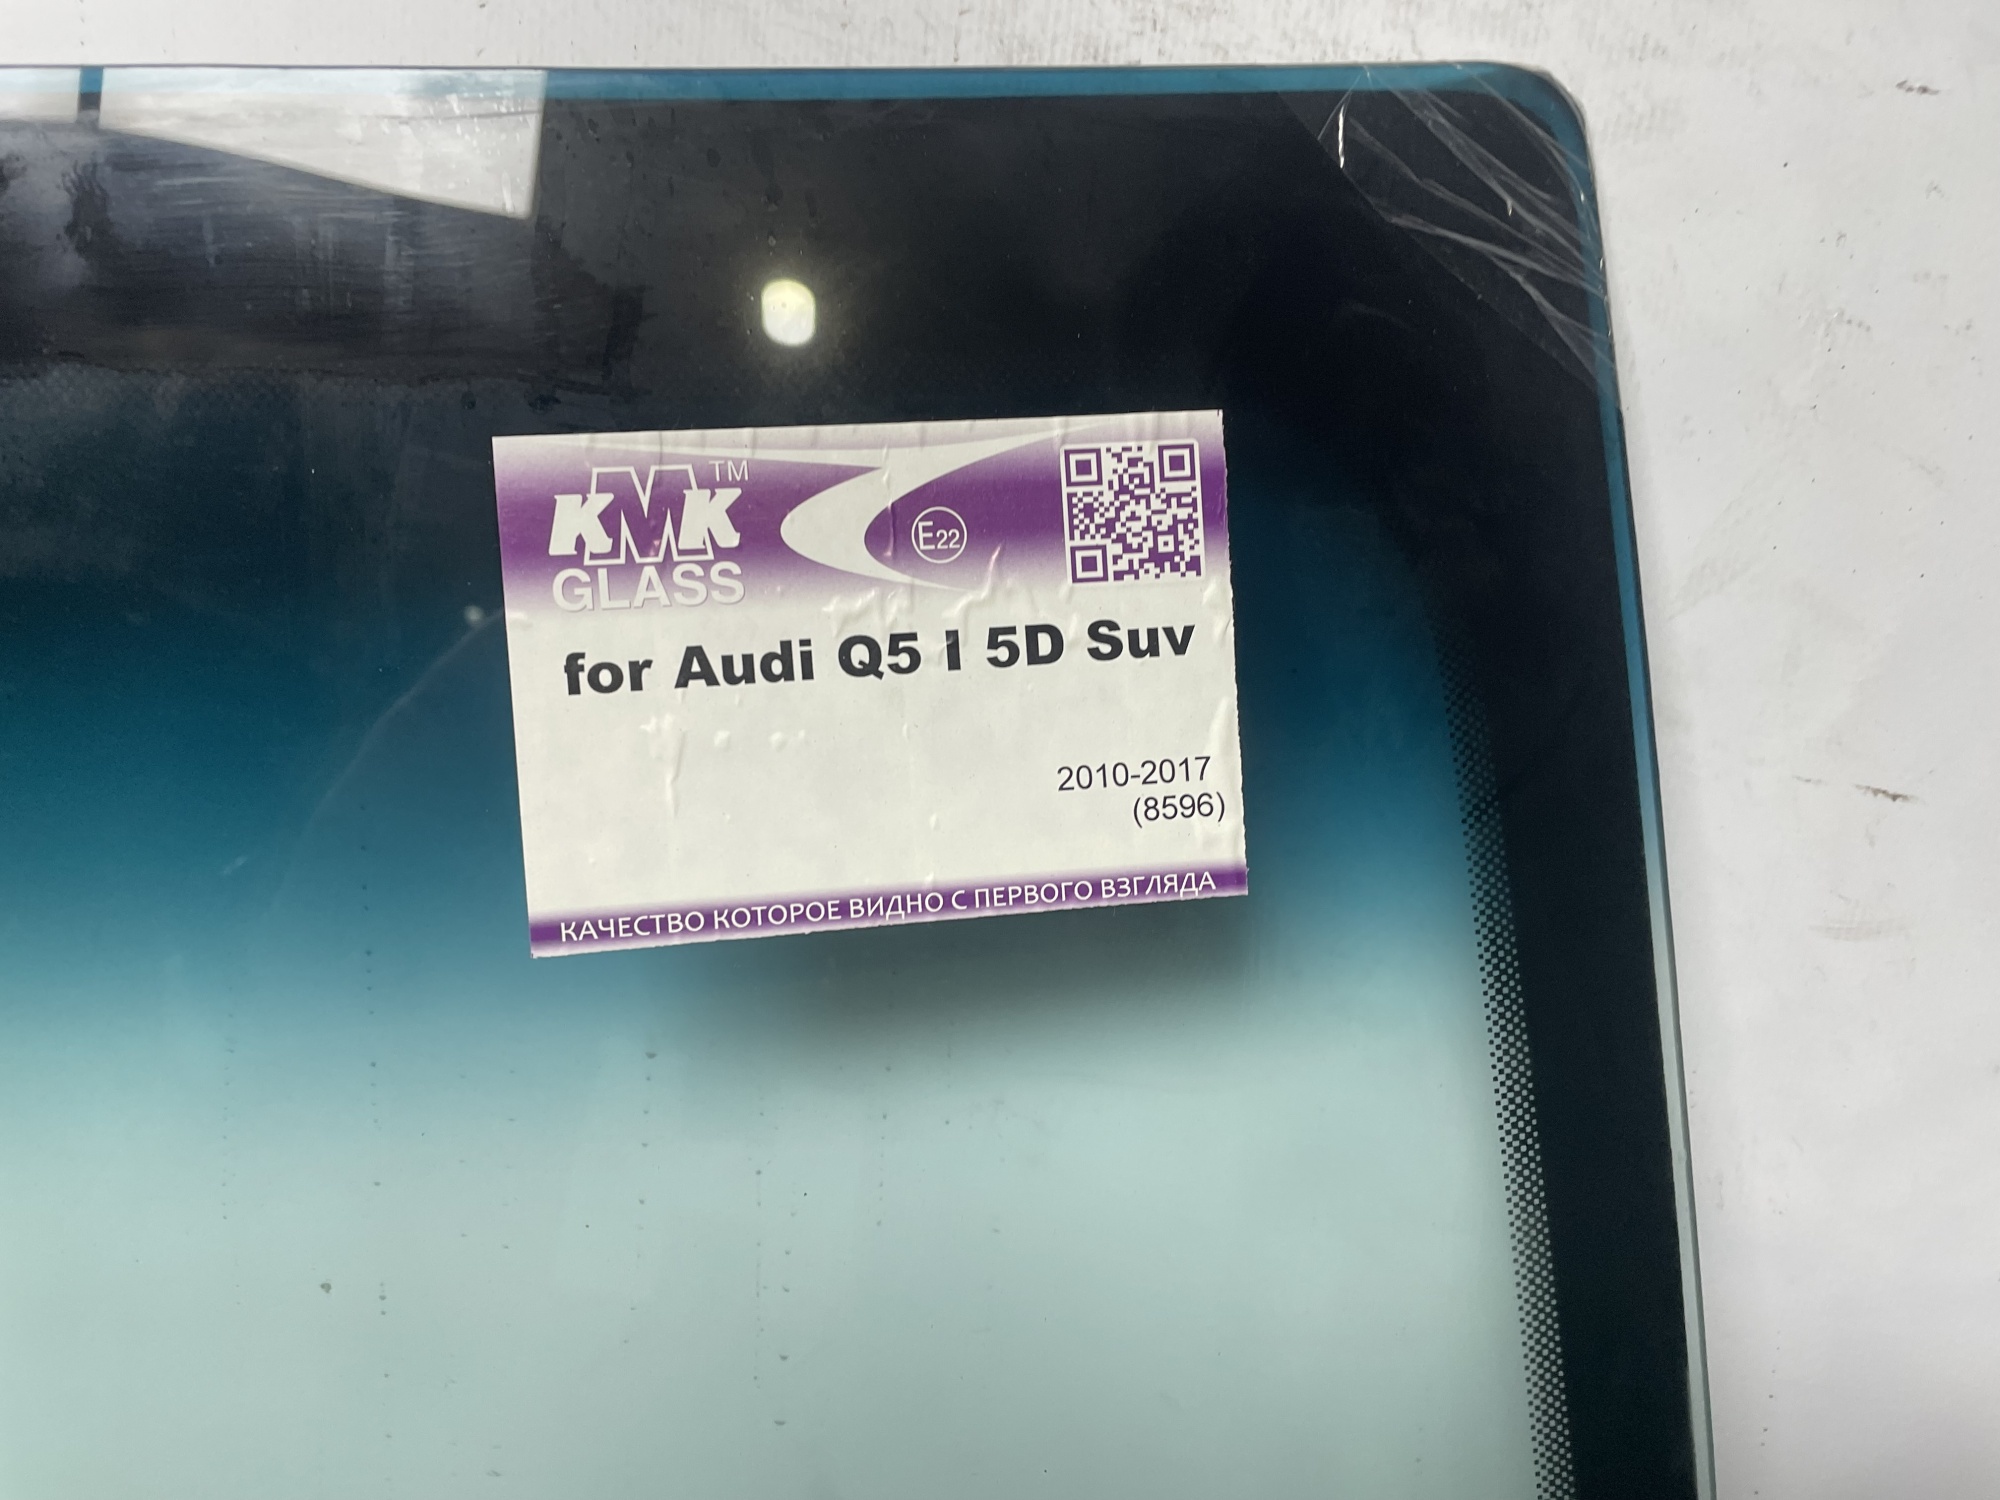 KMK™
GLASS
E22
for Audi Q5 I 5D Suv
2010-2017
(8596)
КАЧЕСТВО КОТОРОЕ ВИДНО С ПЕРВОГО ВЗГЛЯДА